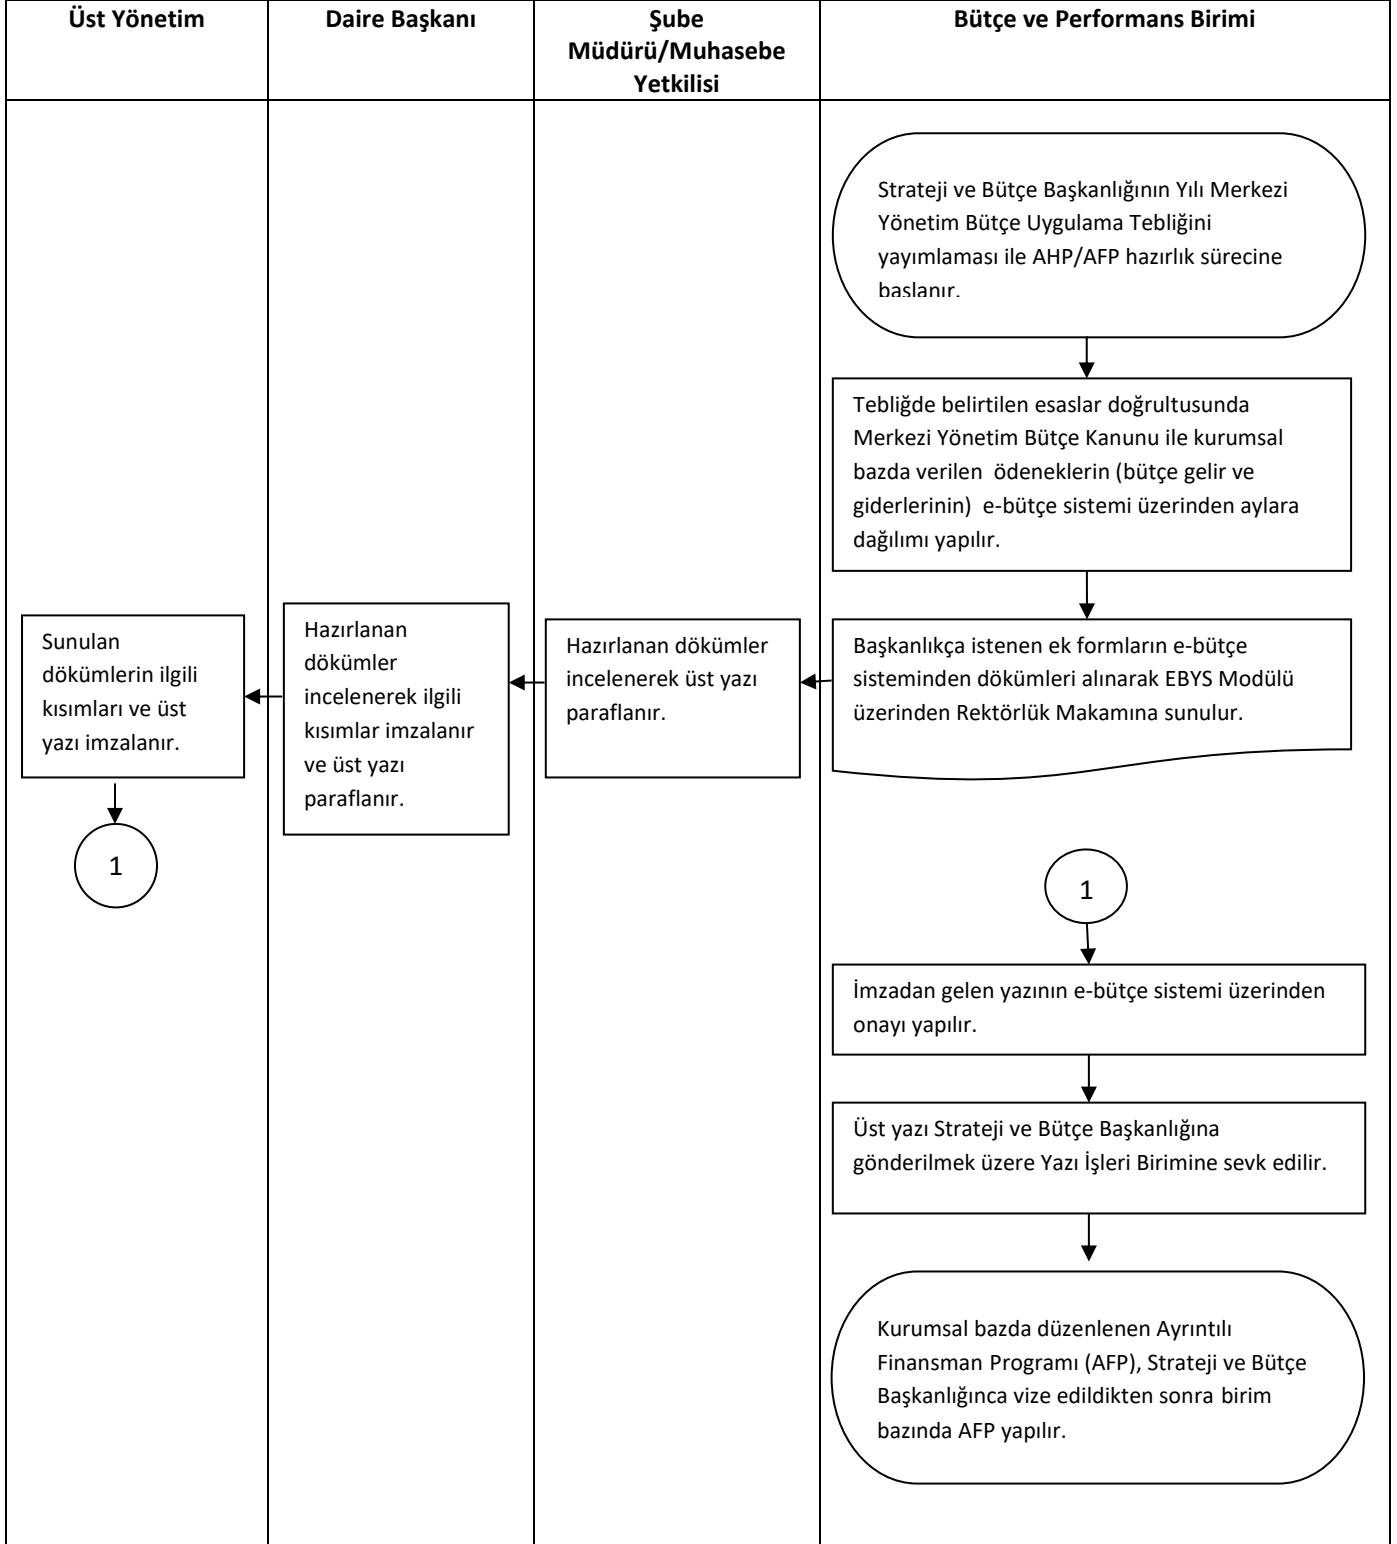 Üst Yönetim
Daire Başkanı
Şube
Müdürü/Muhasebe
Yetkilisi
Bütçe ve Performans Birimi
Strateji ve Bütçe Başkanlığının Yılı Merkezi
Yönetim Bütçe Uygulama Tebliğini
yayımlaması ile AHP/AFP hazırlık sürecine
başlanır.
Tebliğde belirtilen esaslar doğrultusunda
Merkezi Yönetim Bütçe Kanunu ile kurumsal
bazda verilen ödeneklerin (bütçe gelir ve
giderlerinin) e-bütçe sistemi üzerinden aylara
dağılımı yapılır.
Başkanlıkça istenen ek formların e-bütçe
sisteminden dökümleri alınarak EBYS Modülü
üzerinden Rektörlük Makamına sunulur.
Hazırlanan dökümler
incelenerek üst yazı
paraflanır.
Hazırlanan
dökümler
incelenerek ilgili
kısımlar imzalanır
ve üst yazı
paraflanır.
Sunulan
dökümlerin ilgili
kısımları ve üst
yazı imzalanır.
1
1
İmzadan gelen yazının e-bütçe sistemi üzerinden
onayı yapılır.
Üst yazı Strateji ve Bütçe Başkanlığına
gönderilmek üzere Yazı İşleri Birimine sevk edilir.
Kurumsal bazda düzenlenen Ayrıntılı
Finansman Programı (AFP), Strateji ve Bütçe
Başkanlığınca vize edildikten sonra birim
bazında AFP yapılır.